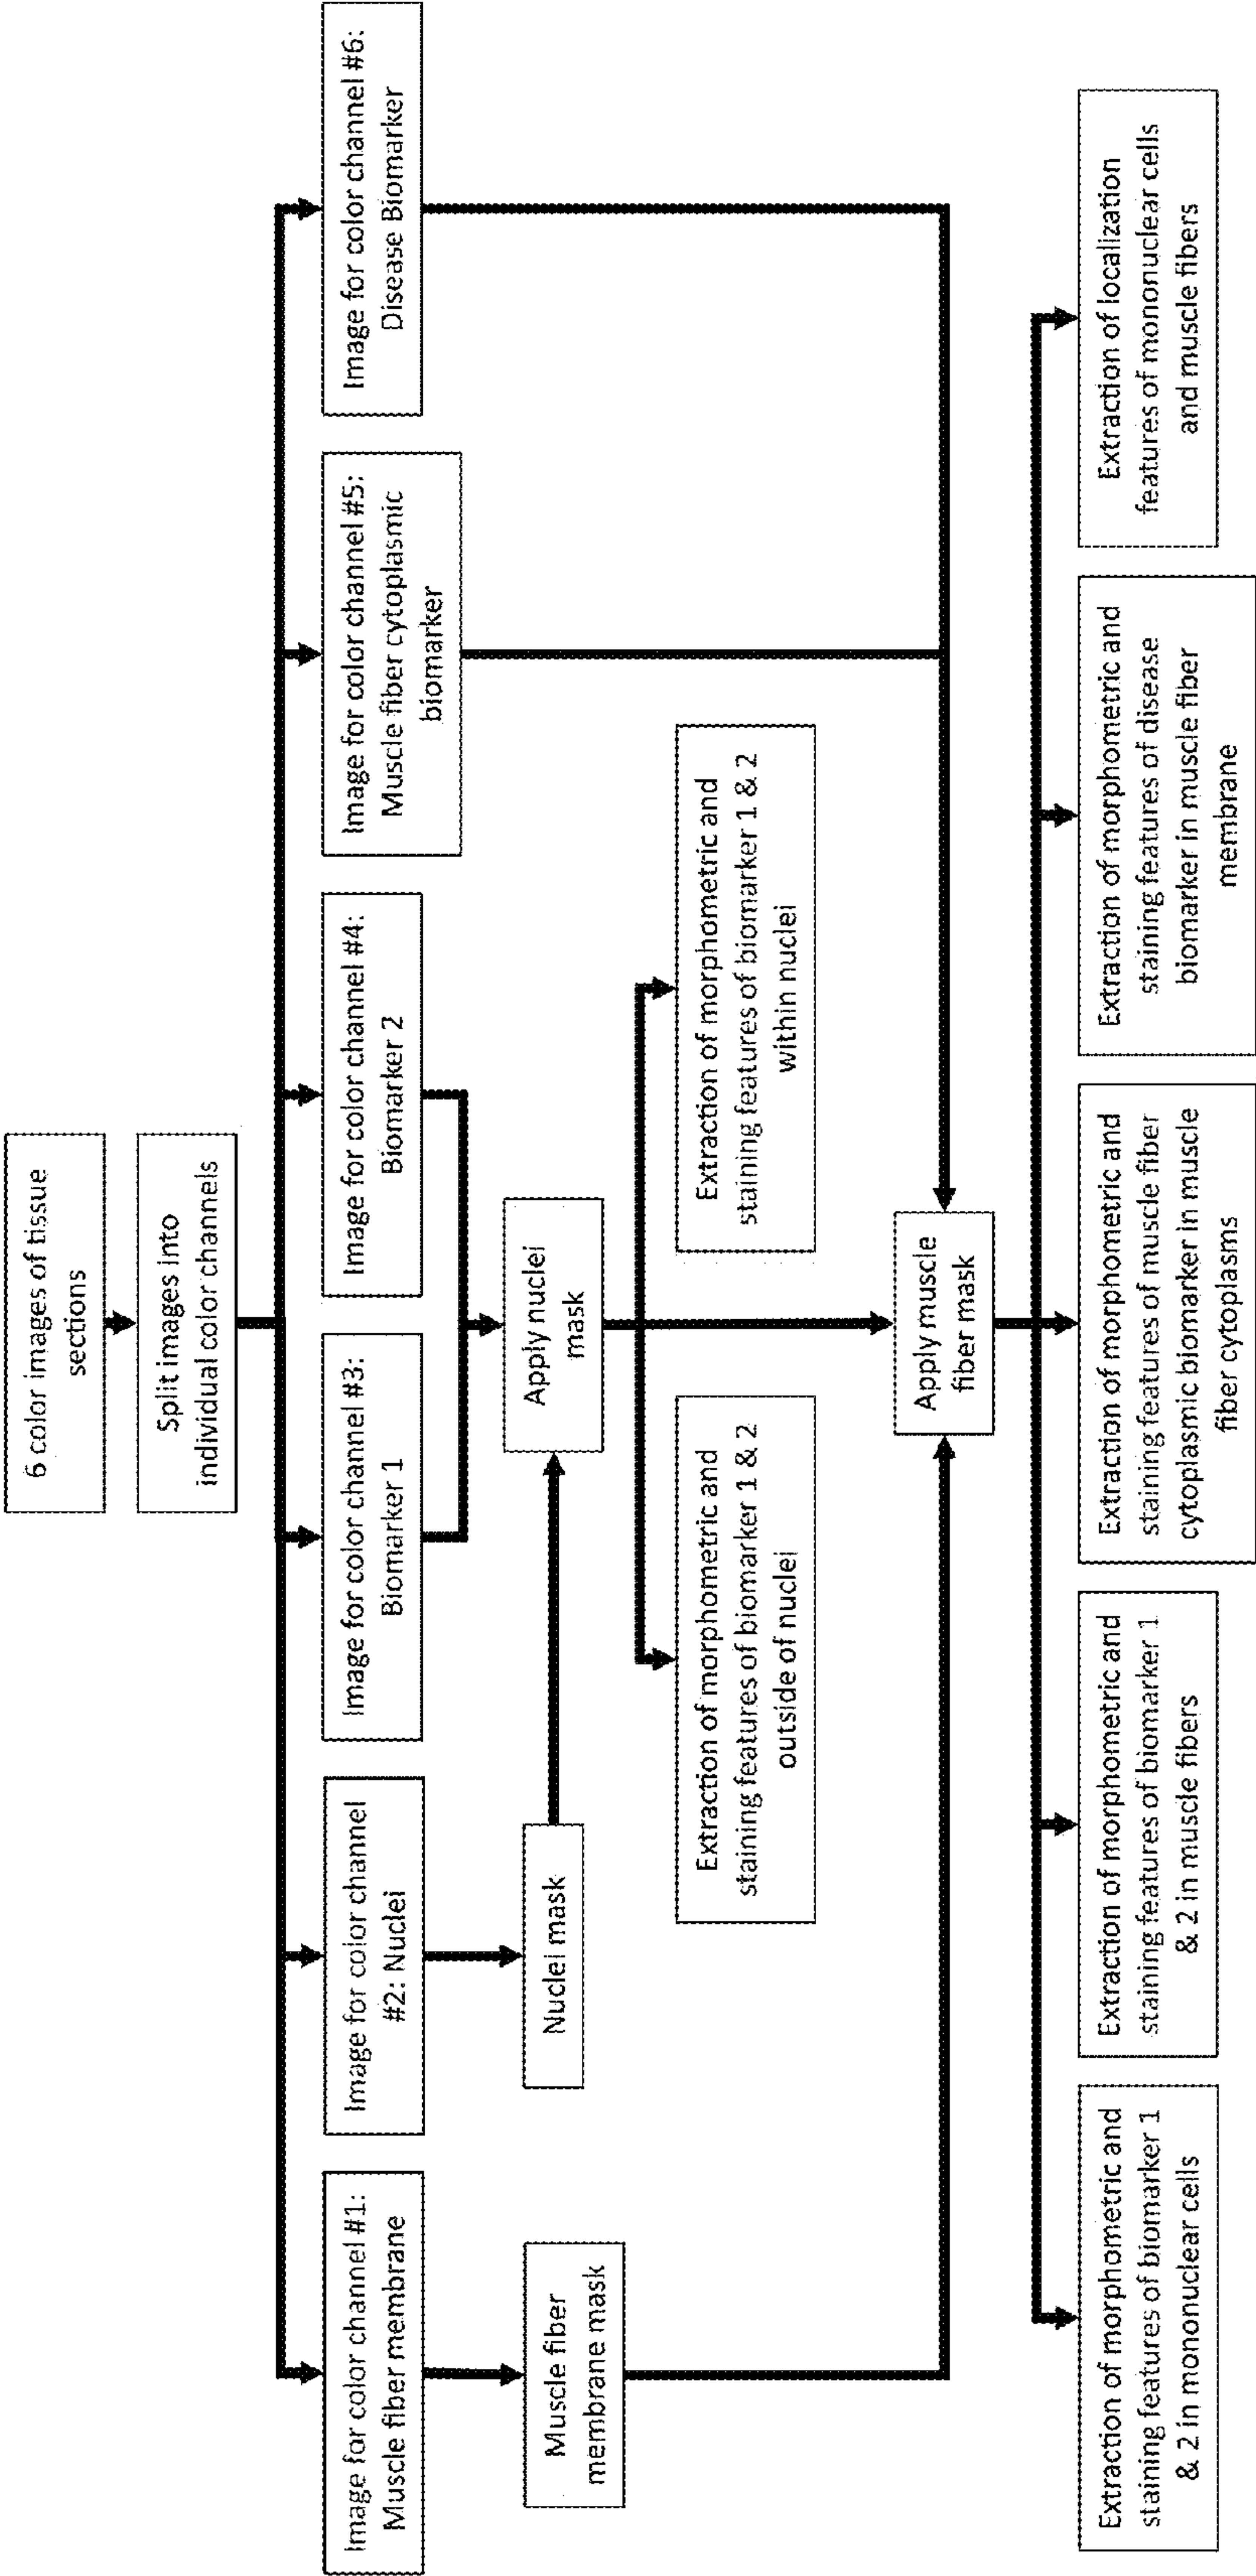 6 color images of tissue
sections
Split images into
individual color channels
Image for color channel #1:
Muscle fiber membrane
Image for color channel
#2: Nuclei
Image for color channel #3:
Biomarker 1
Image for color channel #4:
Biomarker 2
Image for color channel #5:
Muscle fiber cytoplasmic
biomarker
Image for color channel #6:
Disease Biomarker
Muscle fiber
membrane mask
Nuclei mask
Apply nuclei
mask
Extraction of morphometric and
staining features of biomarker 1 & 2
outside of nuclei
Extraction of morphometric and
staining features of biomarker 1 & 2
within nuclei
Apply muscle
fiber mask
Extraction of morphometric and
staining features of biomarker 1
& 2 in mononuclear cells
Extraction of morphometric and
staining features of biomarker 1
& 2 in muscle fibers
Extraction of morphometric and
staining features of muscle fiber
cytoplasmic biomarker in muscle
fiber cytoplasms
Extraction of morphometric and
staining features of disease
biomarker in muscle fiber
membrane
Extraction of localization
features of mononuclear cells
and muscle fibers